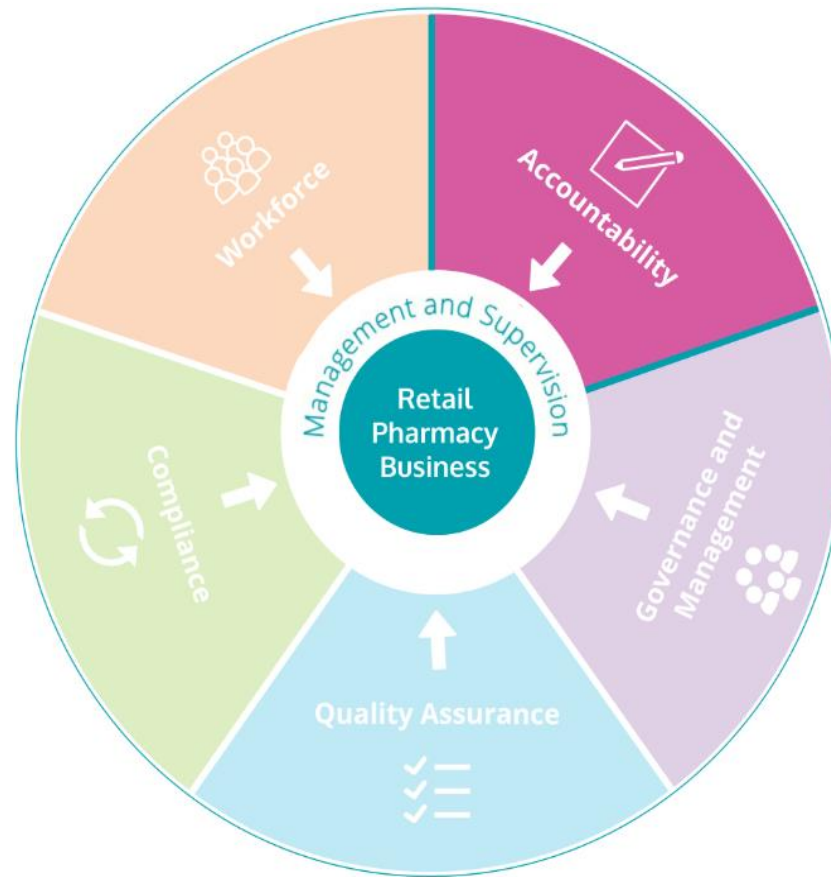 Workforce
Accountability
Management and Supervision
Retail
Pharmacy
Business
Compliance
Governance and
Management
Quality Assurance